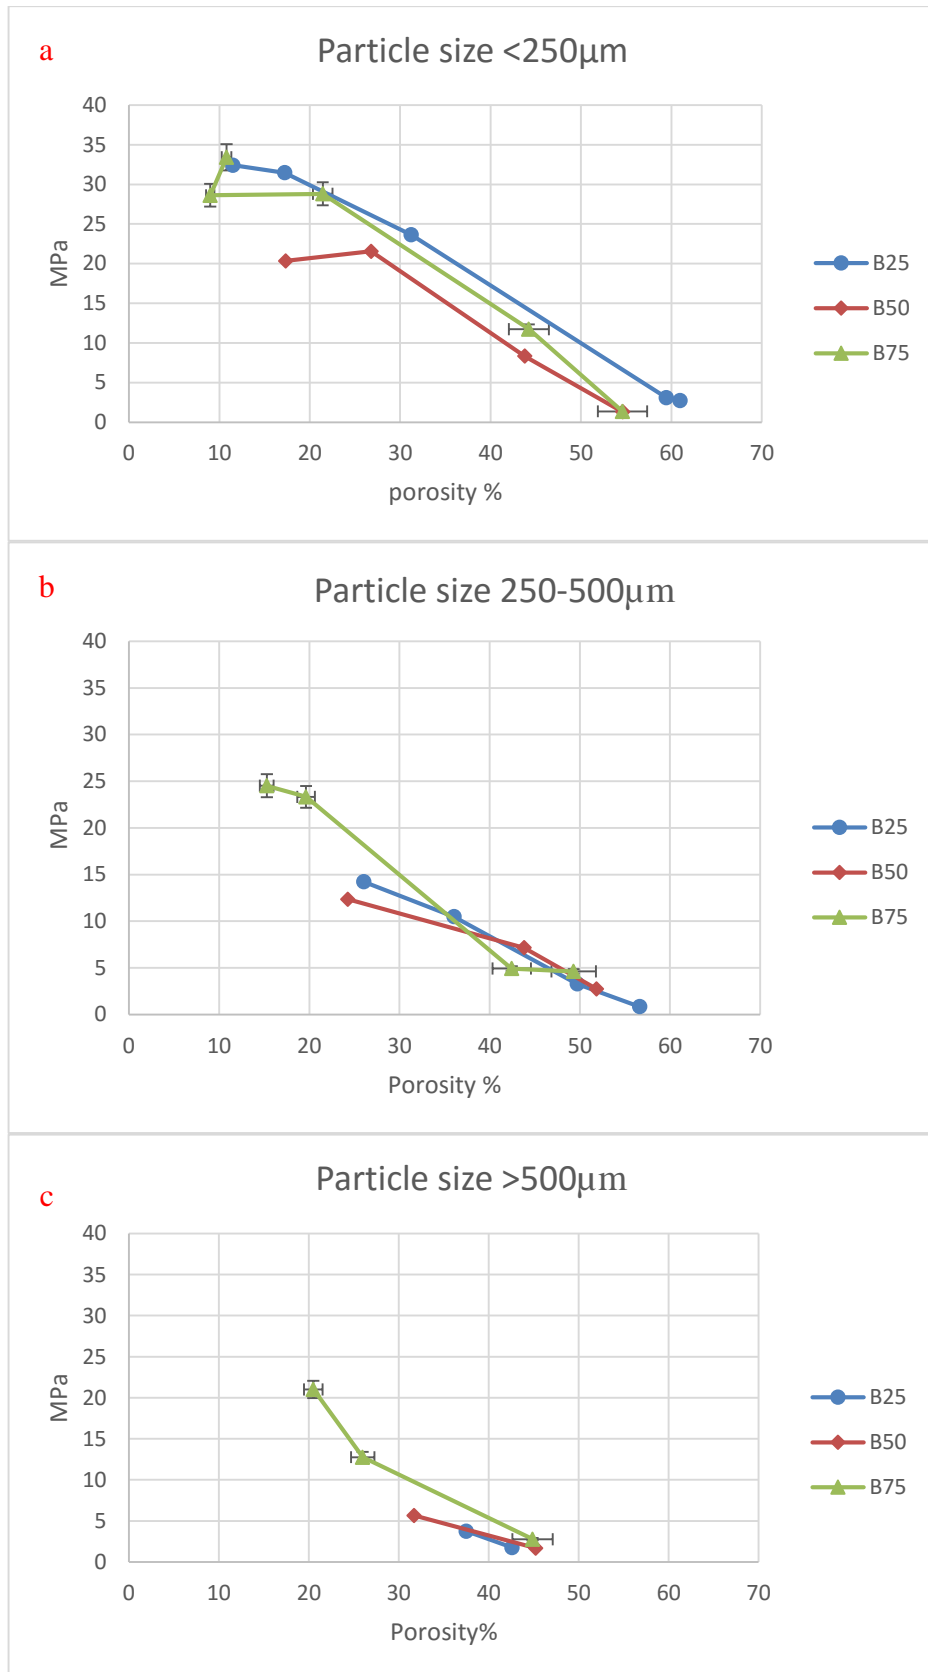 a
Particle size <250μm
40
35
30
25
20
15
10
5
0
MPa
0 10 20 30 40 50 60 70
porosity %
B25
B50
B75
b
Particle size 250-500μm
40
35
30
25
20
15
10
5
0
MPa
0 10 20 30 40 50 60 70
Porosity %
B25
B50
B75
c
Particle size >500μm
40
35
30
25
20
15
10
5
0
MPa
0 10 20 30 40 50 60 70
Porosity%
B25
B50
B75